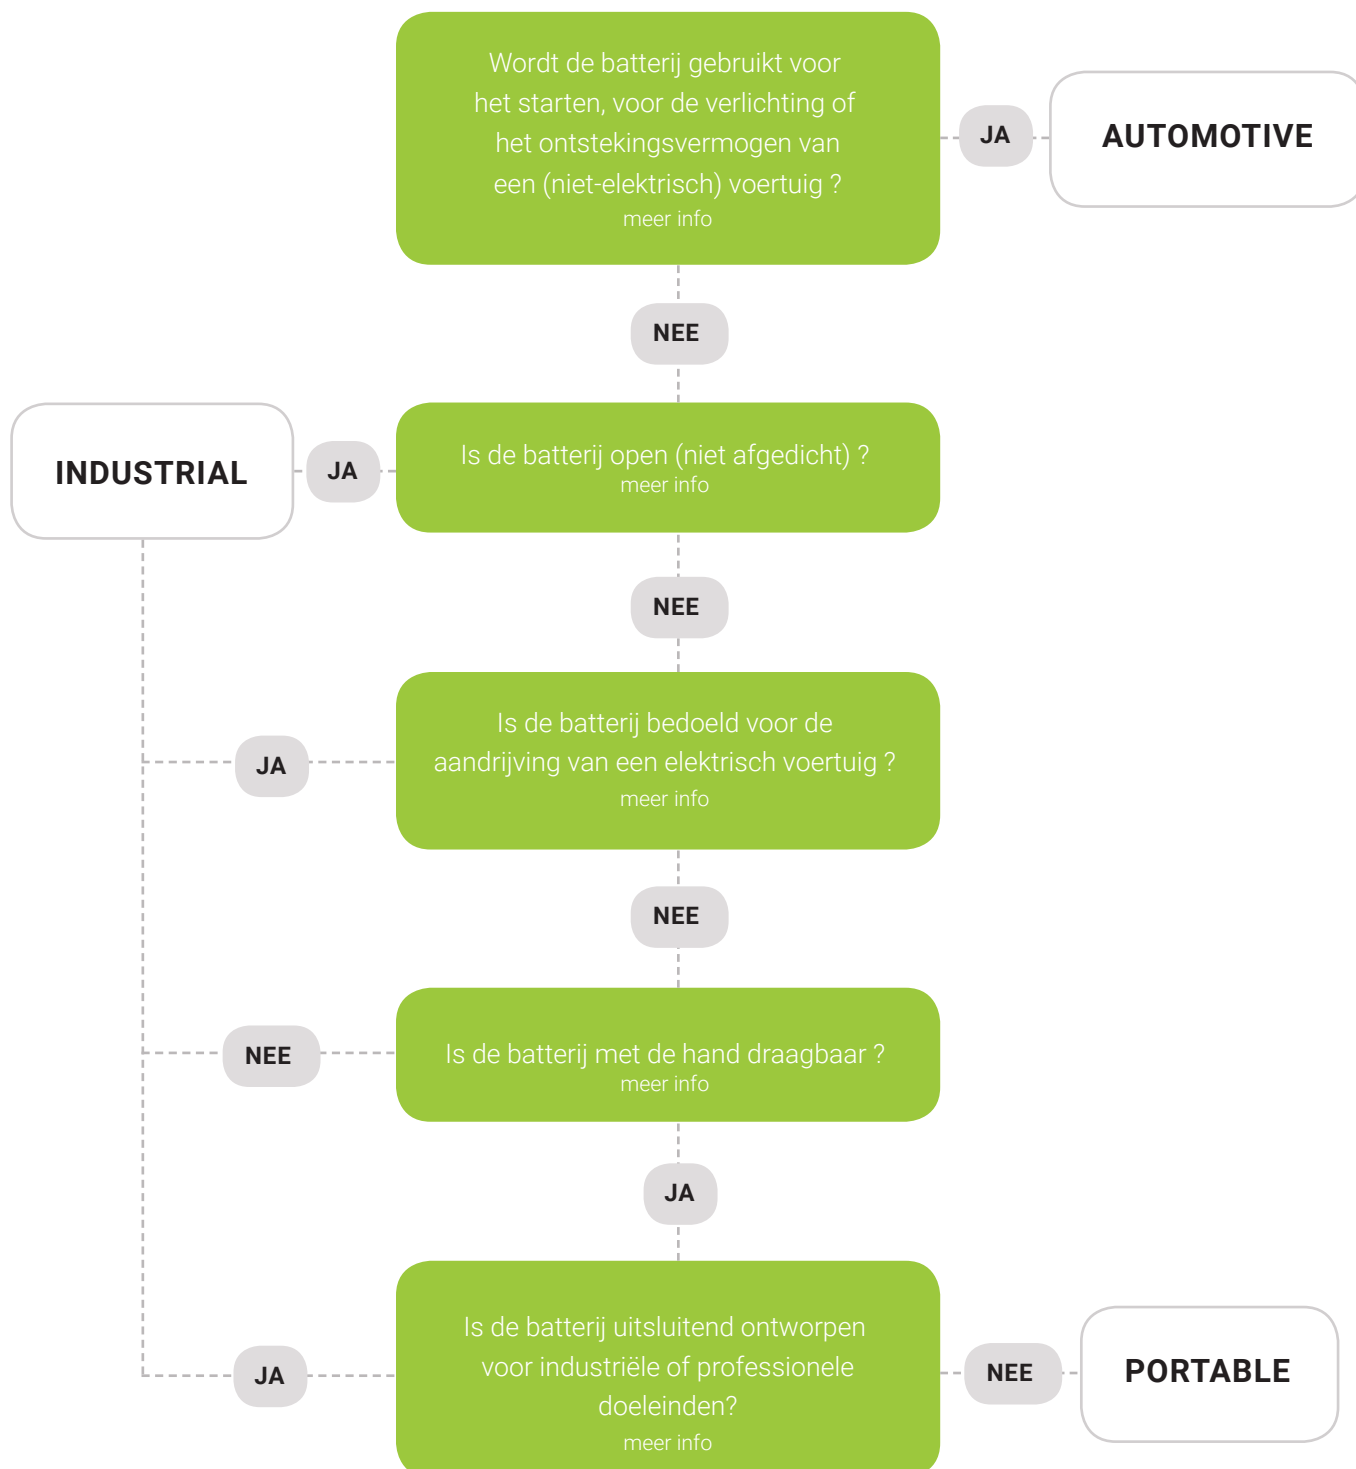 Wordt de batterij gebruikt voor
het starten, voor de verlichting of
het ontstekingsvermogen van
een (niet-elektrisch) voertuig ?
meer info
JA
AUTOMOTIVE
NEE
INDUSTRIAL
JA
Is de batterij open (niet afgedicht) ?
meer info
NEE
Is de batterij bedoeld voor de
aandrijving van een elektrisch voertuig ?
meer info
JA
NEE
Is de batterij met de hand draagbaar ?
meer info
NEE
JA
Is de batterij uitsluitend ontworpen
voor industriële of professionele
doeleinden?
meer info
JA
NEE
PORTABLE